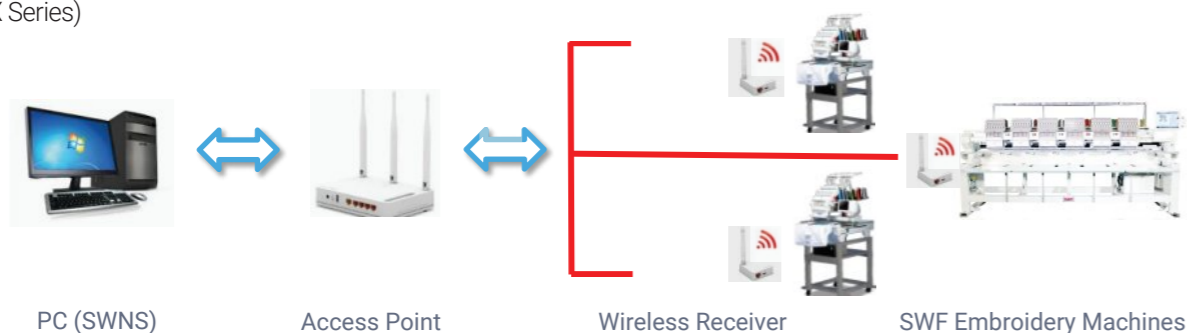 Series)
PC (SWNS)
Access Point
Wireless Receiver
SWF Embroidery Machines